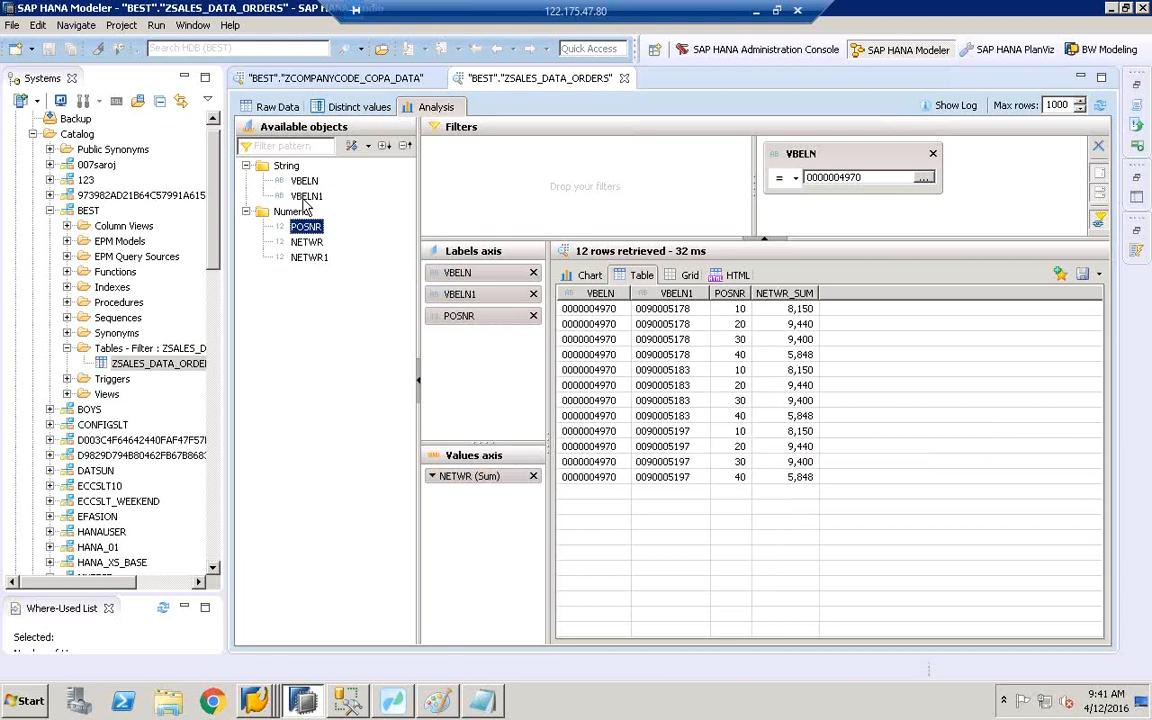 SAP HANA Modeler - "BEST"."ZSALES_DATA_ORDERS" - SAP HANA Studio
122.175.47.80
File Edit Navigate Project Run Window Help
Search HDB (BEST)
Quick Access
SAP HANA Administration Console
SAP HANA Modeler
SAP HANA PlanViz
BW Modeling
Systems
"BEST"."ZCOMPANYCODE_COPA_DATA"
"BEST"."ZSALES_DATA_ORDERS"
Raw Data
Distinct values
Analysis
Show Log
Max rows: 1000
Backup
Catalog
Public Synonyms
007saroj
123
973982AD21B64C57991A615
BEST
Column Views
EPM Models
EPM Query Sources
Functions
Indexes
Procedures
Sequences
Synonyms
Tables - Filter : ZSALES_D
ZSALES_DATA_ORDE
Triggers
Views
BOYS
CONFIGSLT
D003C4F64642440FAF47F57
D9829D794B80462FB67B868
DATSUN
ECCSLT10
ECCSLT_WEEKEND
EFASION
HANAUSER
HANA_01
HANA_XS_BASE
Where-Used List
Selected:
Available objects
Filter pattern
String
VBELN
VBELN1
Numeric
POSNR
NETWR
NETWR1
Filters
Drop your filters
VBELN
= 0000004970 ...
Labels axis
VBELN
VBELN1
POSNR
Values axis
NETWR (Sum)
12 rows retrieved - 32 ms
Chart Table Grid HTML
VBELN VBELN1 POSNR NETWR_SUM
0000004970 0090005178 10 8,150
0000004970 0090005178 20 9,440
0000004970 0090005178 30 9,400
0000004970 0090005178 40 5,848
0000004970 0090005183 10 8,150
0000004970 0090005183 20 9,440
0000004970 0090005183 30 9,400
0000004970 0090005183 40 5,848
0000004970 0090005197 10 8,150
0000004970 0090005197 20 9,440
0000004970 0090005197 30 9,400
0000004970 0090005197 40 5,848
Start
9:41 AM
4/12/2016